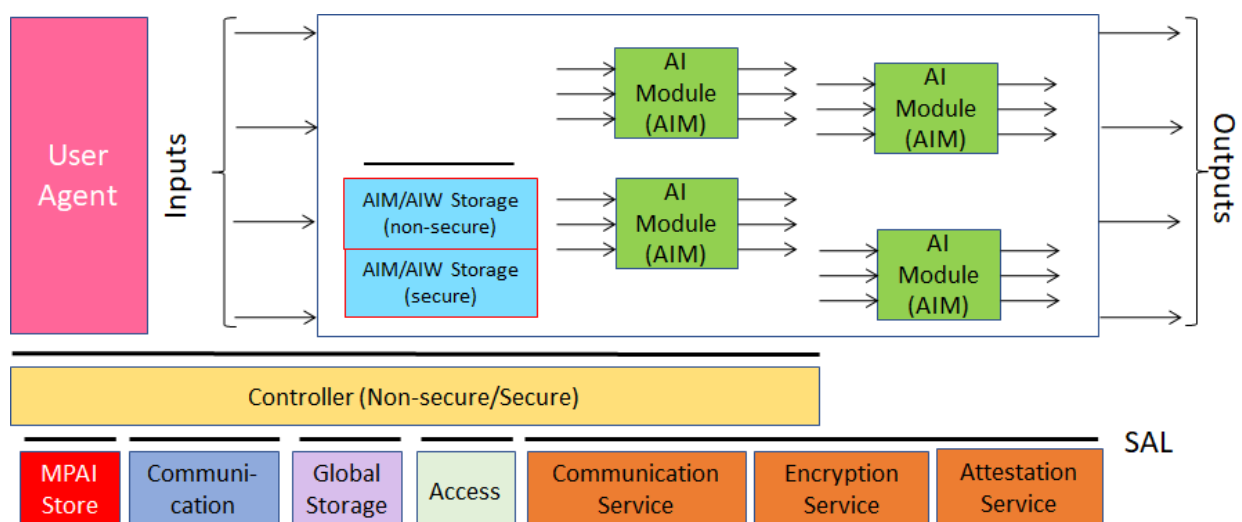 User
Agent
Inputs
AI
Module
(AIM)
AI
Module
(AIM)
AIM/AIW Storage
(non-secure)
AIM/AIW Storage
(secure)
AI
Module
(AIM)
AI
Module
(AIM)
Outputs
Controller (Non-secure/Secure)
SAL
MPAI
Store
Communi-
cation
Global
Storage
Access
Communication
Service
Encryption
Service
Attestation
Service